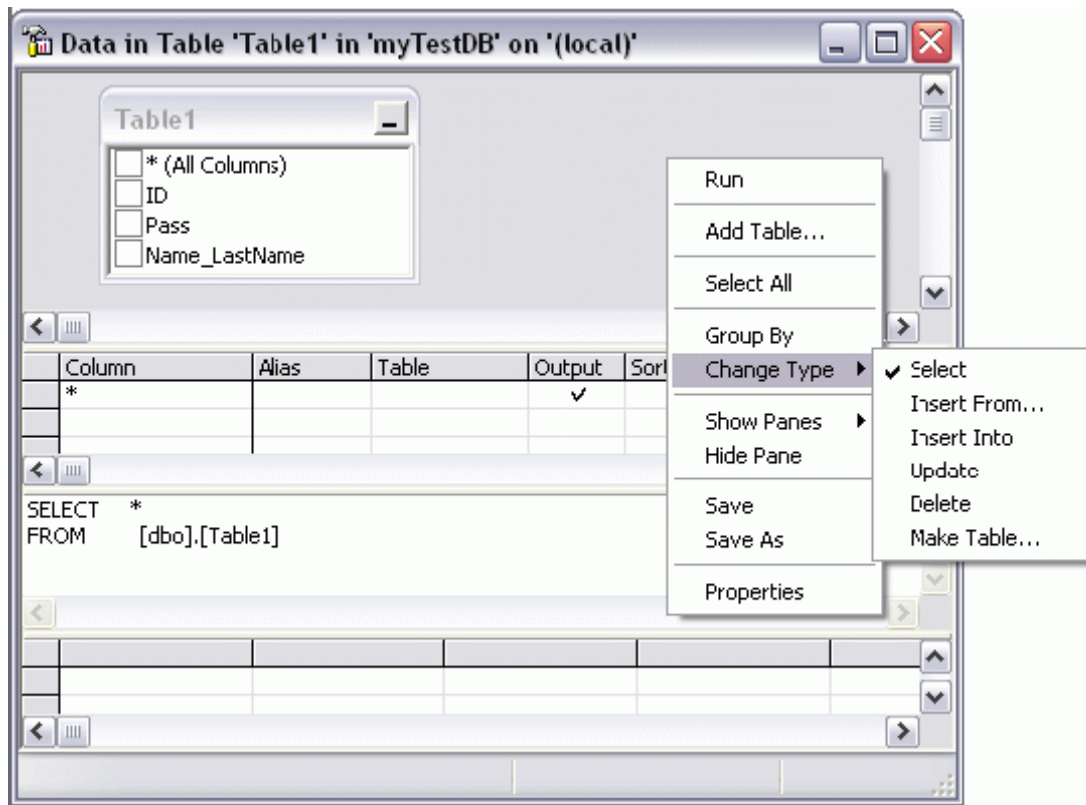 Data in Table 'Table1' in 'myTestDB' on '(local)'
Table1
* (All Columns)
ID
Pass
Name_LastName
Run
Add Table...
Select All
Group By
Change Type
Show Panes
Hide Pane
Save
Save As
Properties
Select
Insert From...
Insert Into
Update
Delete
Make Table...
Column Alias Table Output Sort
*
SELECT *
FROM [dbo].[Table1]